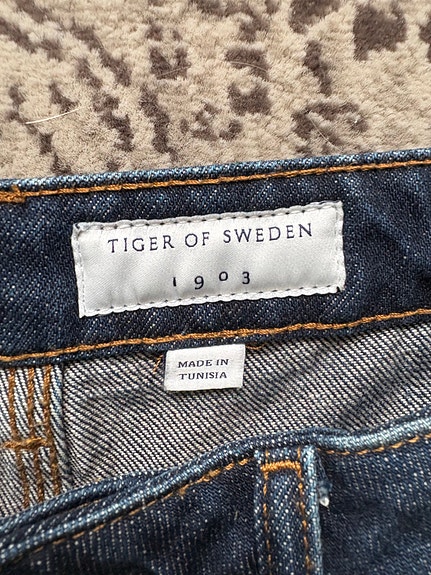 TIGER OF SWEDEN
1903
MADE IN
TUNISIA